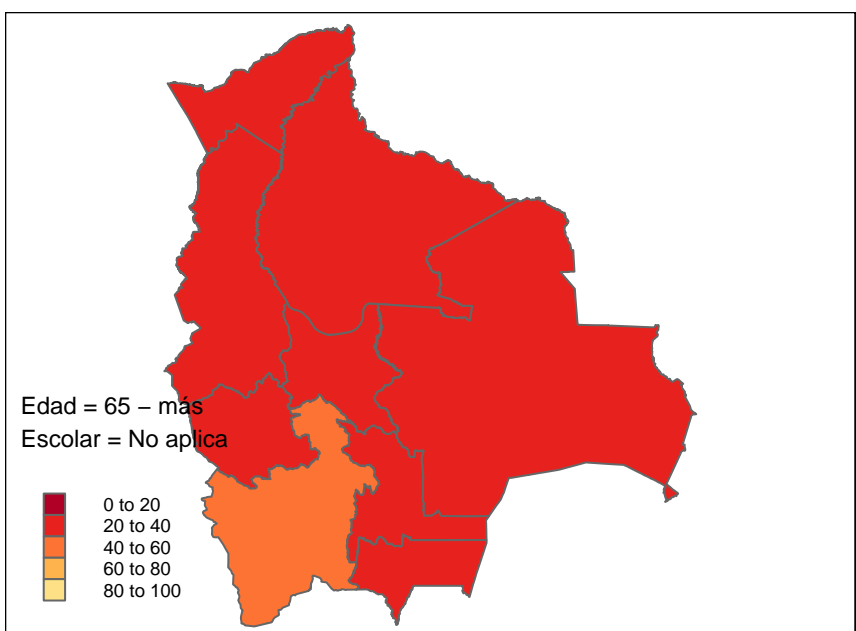 Edad = 65 – más
Escolar = No aplica
0 to 20
20 to 40
40 to 60
60 to 80
80 to 100